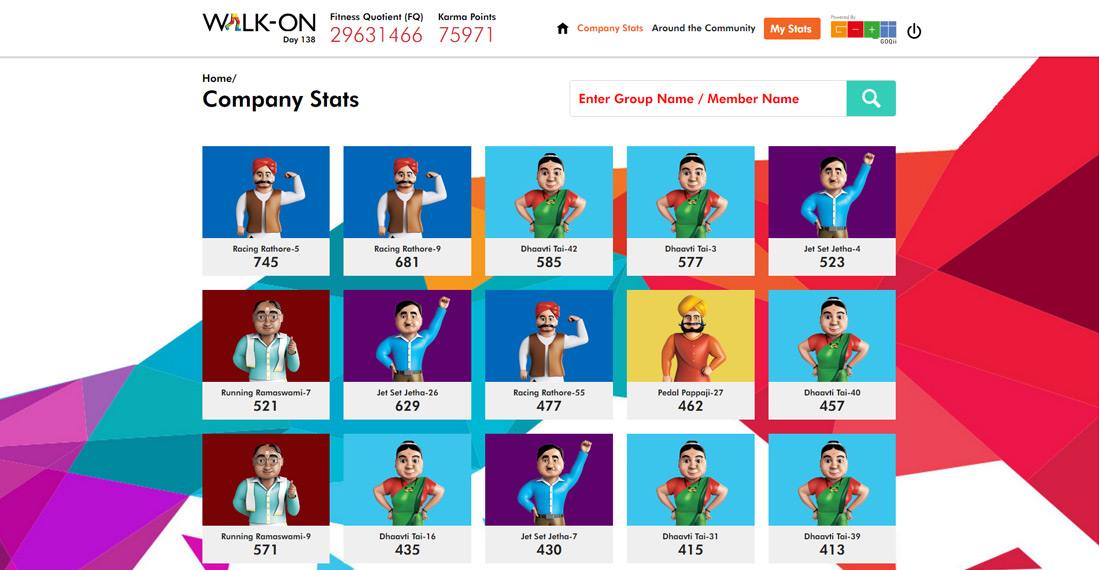 WALK-ON
Day 138
Fitness Quotient (FQ)
29631466
Karma Points
75971
Company Stats
Around the Community
My Stats
Powered By
GOQii
Home/
Company Stats
Enter Group Name / Member Name
Racing Rathore-5
745
Racing Rathore-9
681
Dhaavti Tai-42
585
Dhaavti Tai-3
577
Jet Set Jetha-4
523
Running Ramaswami-7
521
Jet Set Jetha-26
629
Racing Rathore-55
477
Pedal Pappaji-27
462
Dhaavti Tai-40
457
Running Ramaswami-9
571
Dhaavti Tai-16
435
Jet Set Jetha-7
430
Dhaavti Tai-31
415
Dhaavti Tai-39
413